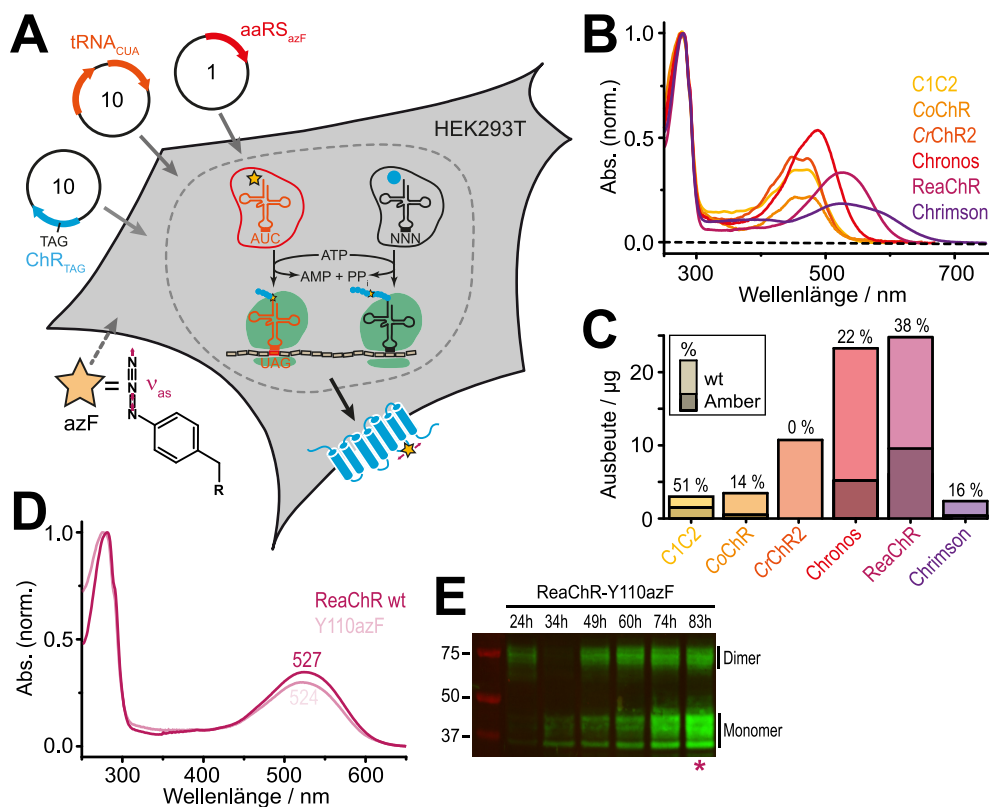 A
tRNA_CUA
aaRS_azF
10
1
10
TAG
ChR_TAG
HEK293T
AUC
NNN
ATP
AMP + PP_i
UAG
azF
=
N
N
N
ν_as
R
B
Abs. (norm.)
1.0
0.5
0.0
C1C2
CoChR
CrChR2
Chronos
ReaChR
Chrimson
300
500
700
Wellenlänge / nm
C
Ausbeute / µg
20
10
0
%
wt
Amber
51 %
14 %
0 %
22 %
38 %
16 %
C1C2
CoChR
CrChR2
Chronos
ReaChR
Chrimson
D
Abs. (norm.)
1.0
0.5
0.0
ReaChR wt
Y110azF
527
524
300
400
500
600
Wellenlänge / nm
E
ReaChR-Y110azF
24h 34h 49h 60h 74h 83h
75
50
37
Dimer
Monomer
*